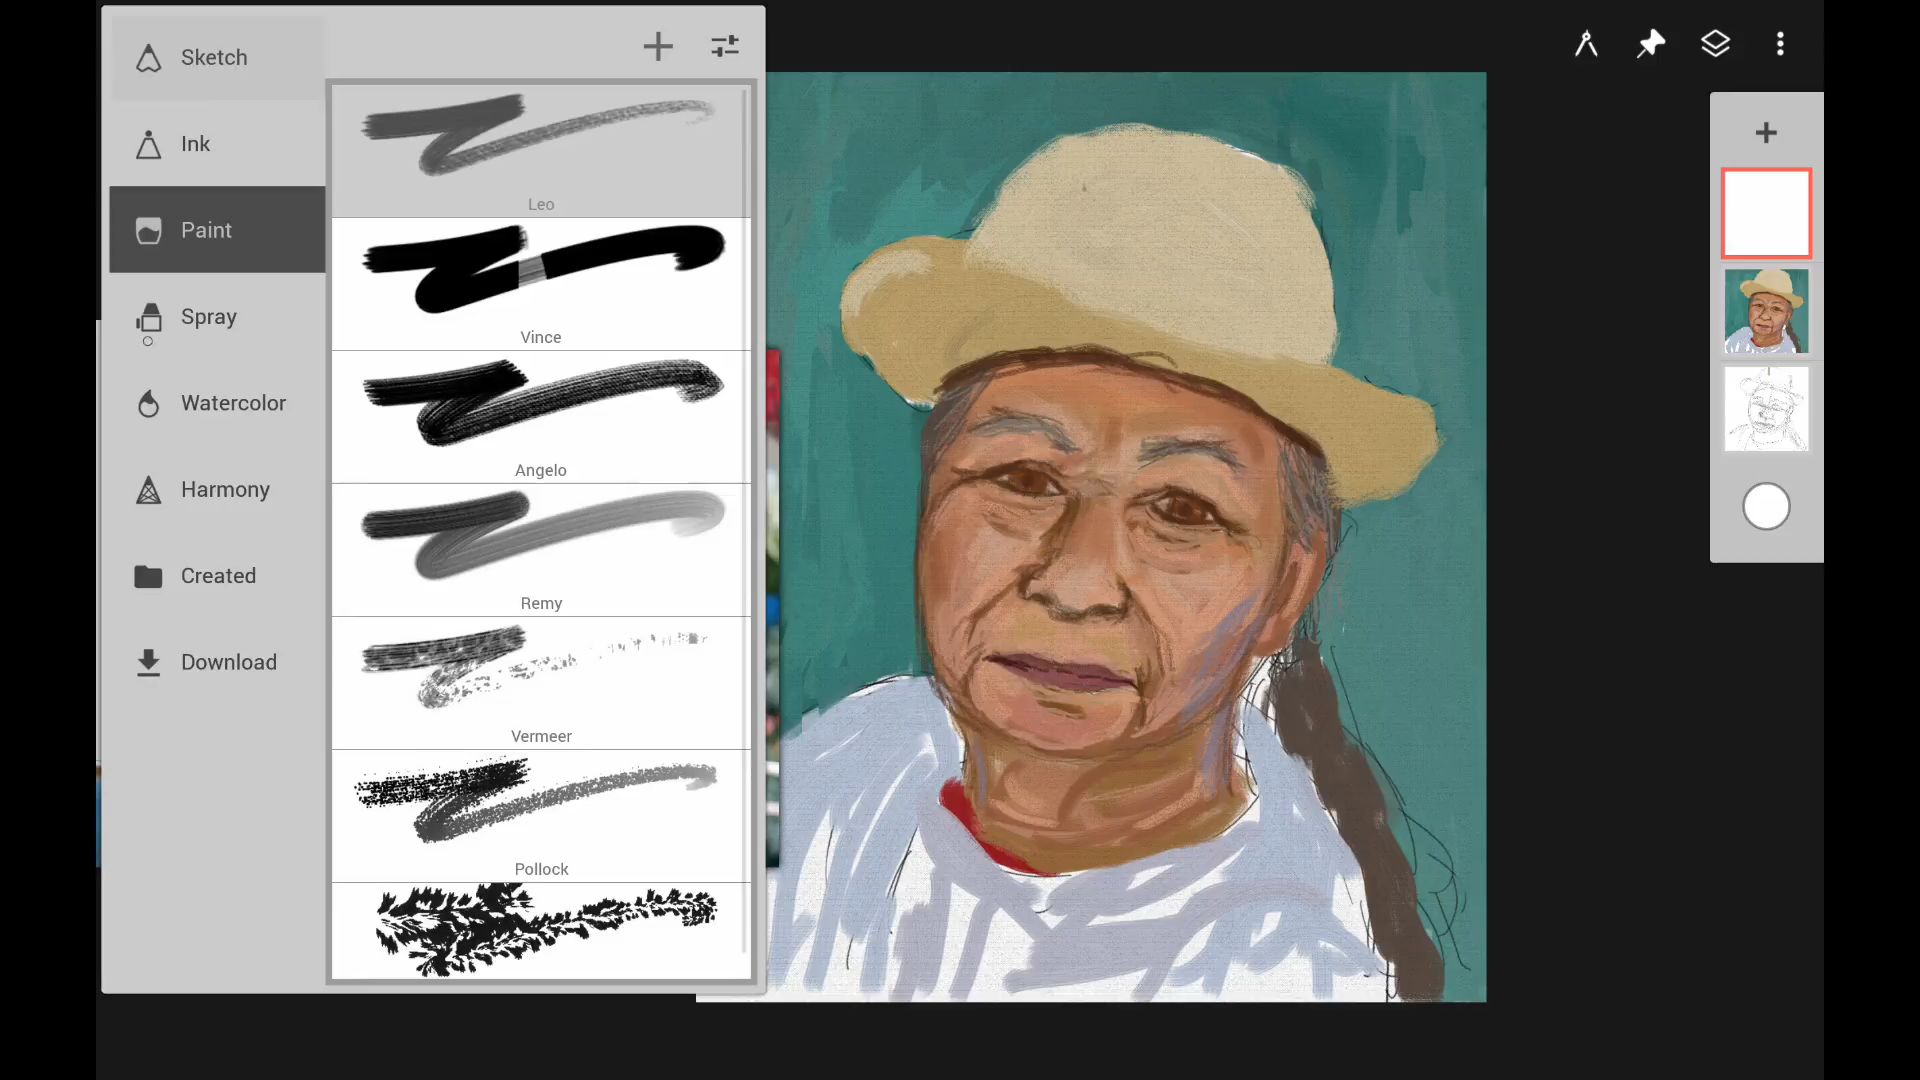 Sketch
Ink
Paint
Spray
Watercolor
Harmony
Created
Download
Leo
Vince
Angelo
Remy
Vermeer
Pollock